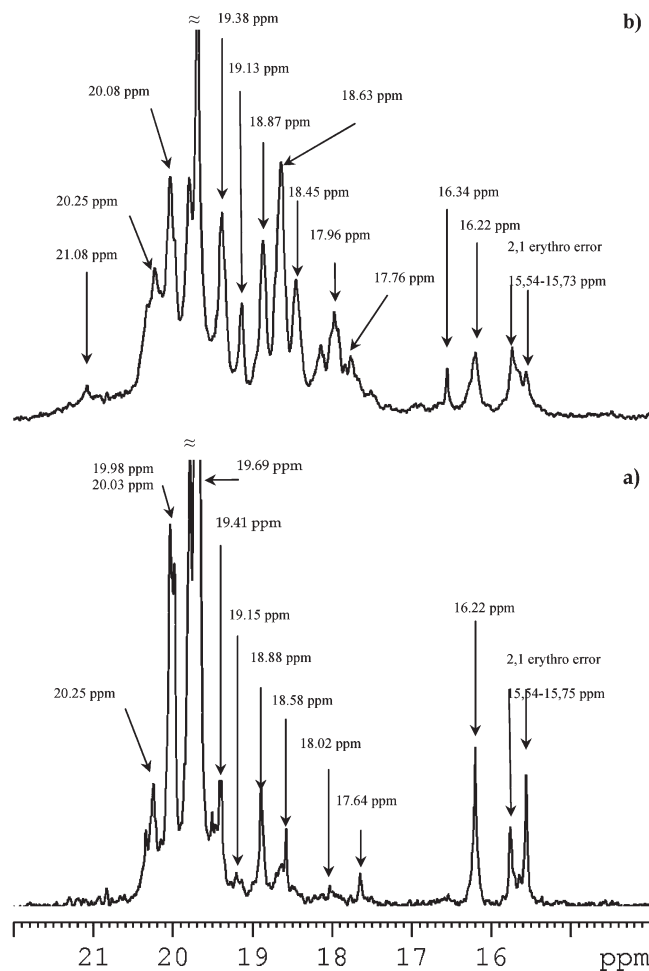 ≈
19.38 ppm
b)
19.13 ppm
20.08 ppm
18.87 ppm
18.63 ppm
20.25 ppm
18.45 ppm
16.34 ppm
16.22 ppm
21.08 ppm
17.96 ppm
2,1 erythro error
17.76 ppm
15,54-15,73 ppm
≈
19.98 ppm
20.03 ppm
19.69 ppm
a)
19.41 ppm
19.15 ppm
16.22 ppm
18.88 ppm
2,1 erythro error
20.25 ppm
18.58 ppm
15,54-15,75 ppm
18.02 ppm
17.64 ppm
21 20 19 18 17 16 ppm